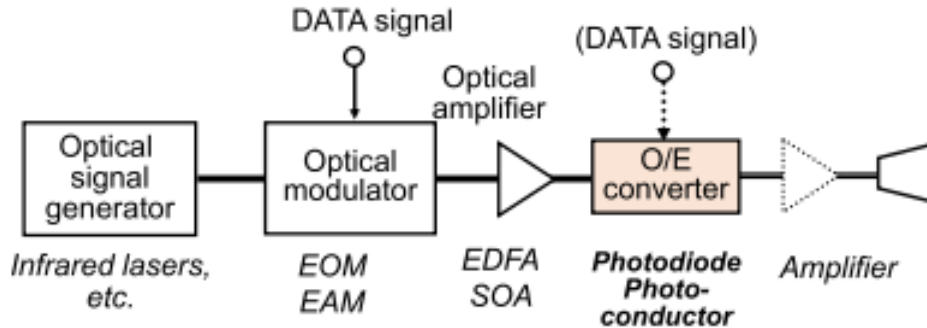 DATA signal
(DATA signal)
Optical
amplifier
Optical
signal
generator
Optical
modulator
O/E
converter
Infrared lasers,
etc.
EOM
EAM
EDFA
SOA
Photodiode
Photo-
conductor
Amplifier